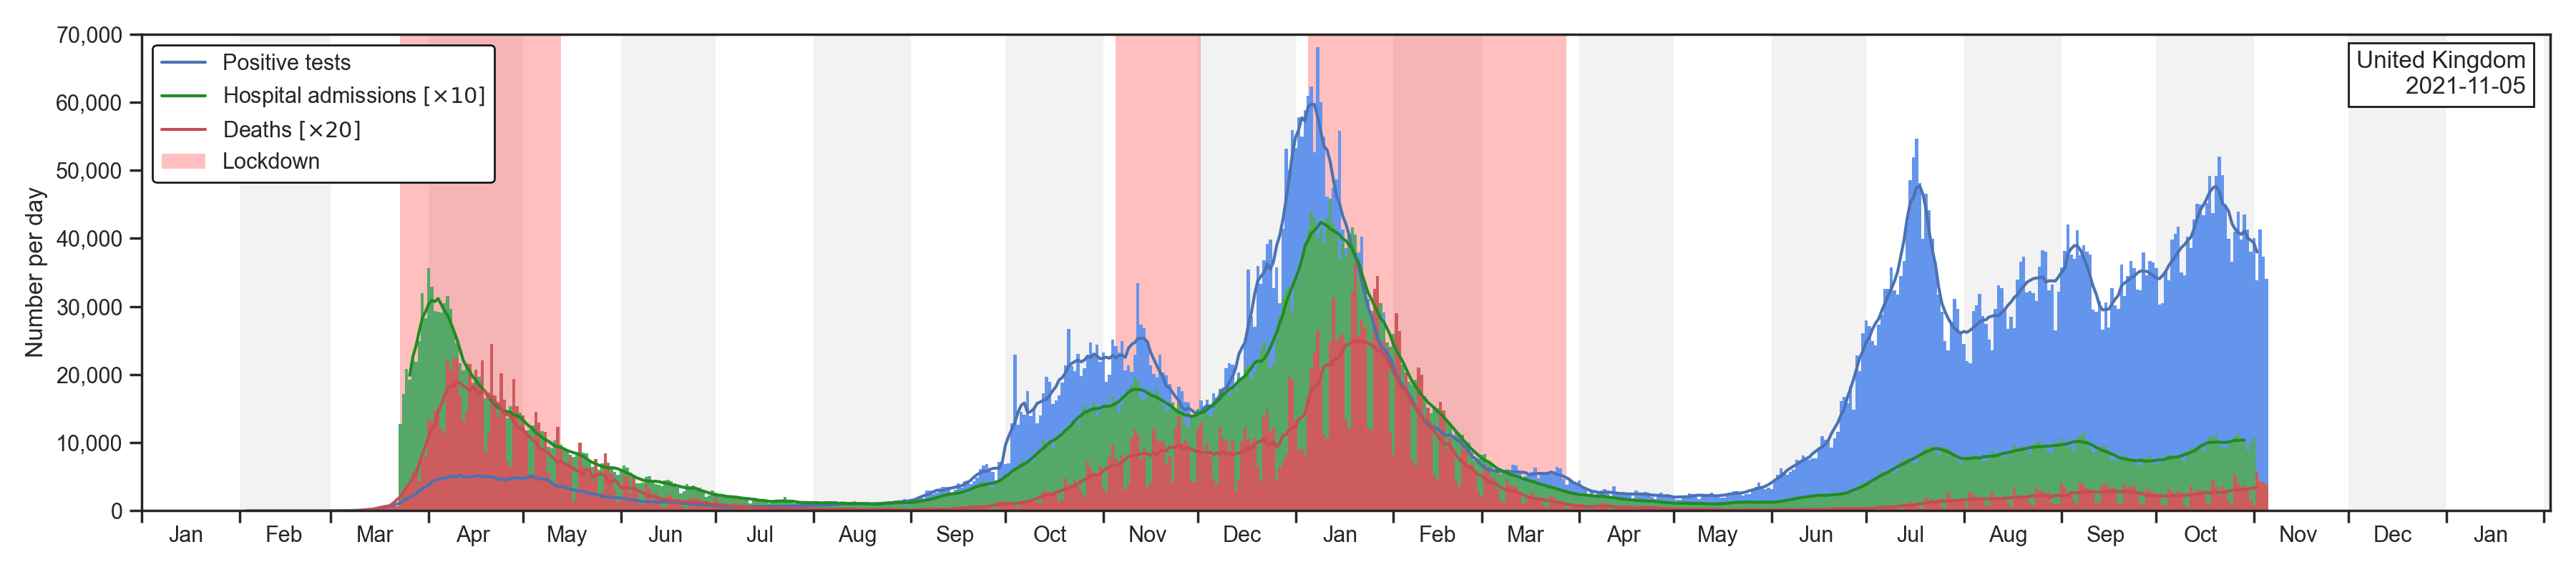 70,000
60,000
50,000
40,000
30,000
20,000
10,000
0
Number per day
Positive tests
Hospital admissions [×10]
Deaths [×20]
Lockdown
United Kingdom
2021-11-05
Jan Feb Mar Apr May Jun Jul Aug Sep Oct Nov Dec Jan Feb Mar Apr May Jun Jul Aug Sep Oct Nov Dec Jan